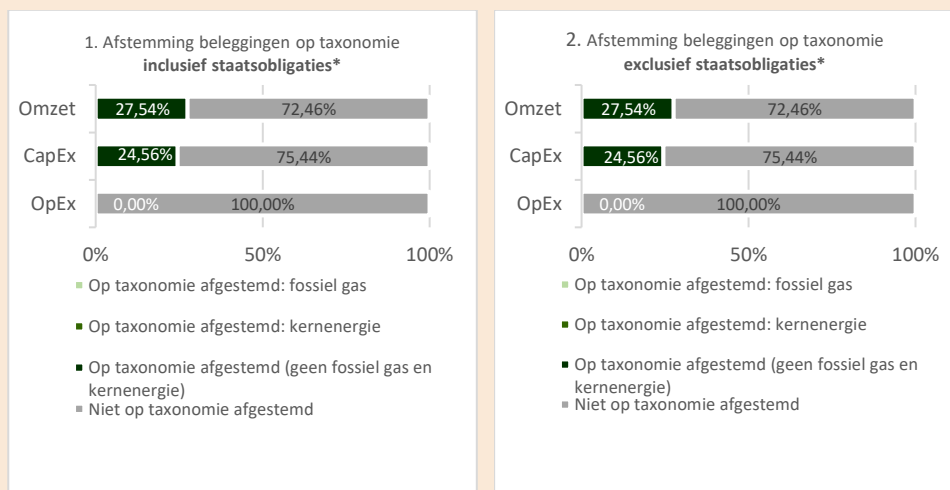 1. Afstemming beleggingen op taxonomie
inclusief staatsobligaties*
Omzet 27,54% 72,46%
CapEx 24,56% 75,44%
OpEx 0,00% 100,00%
0% 50% 100%
Op taxonomie afgestemd: fossiel gas
Op taxonomie afgestemd: kernenergie
Op taxonomie afgestemd (geen fossiel gas en
kernenergie)
Niet op taxonomie afgestemd
2. Afstemming beleggingen op taxonomie
exclusief staatsobligaties*
Omzet 27,54% 72,46%
CapEx 24,56% 75,44%
OpEx 0,00% 100,00%
0% 50% 100%
Op taxonomie afgestemd: fossiel gas
Op taxonomie afgestemd: kernenergie
Op taxonomie afgestemd (geen fossiel gas en
kernenergie)
Niet op taxonomie afgestemd